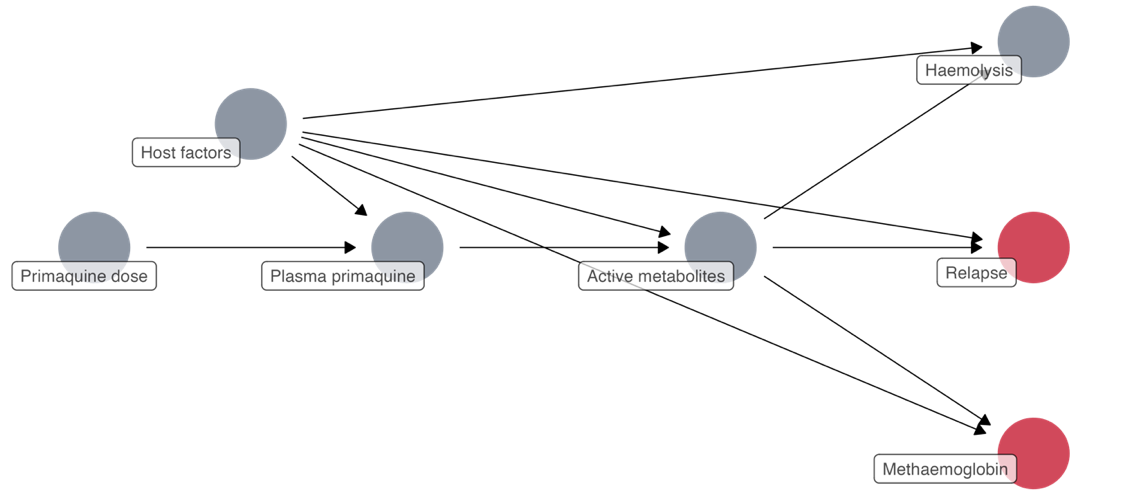 Haemolysis
Host factors
Primaquine dose
Plasma primaquine
Active metabolites
Relapse
Methaemoglobin